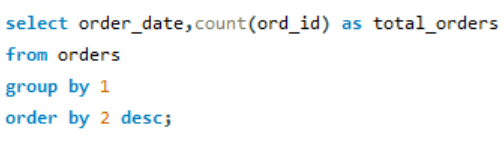 select order_date,count(ord_id) as total_orders
from orders
group by 1
order by 2 desc;